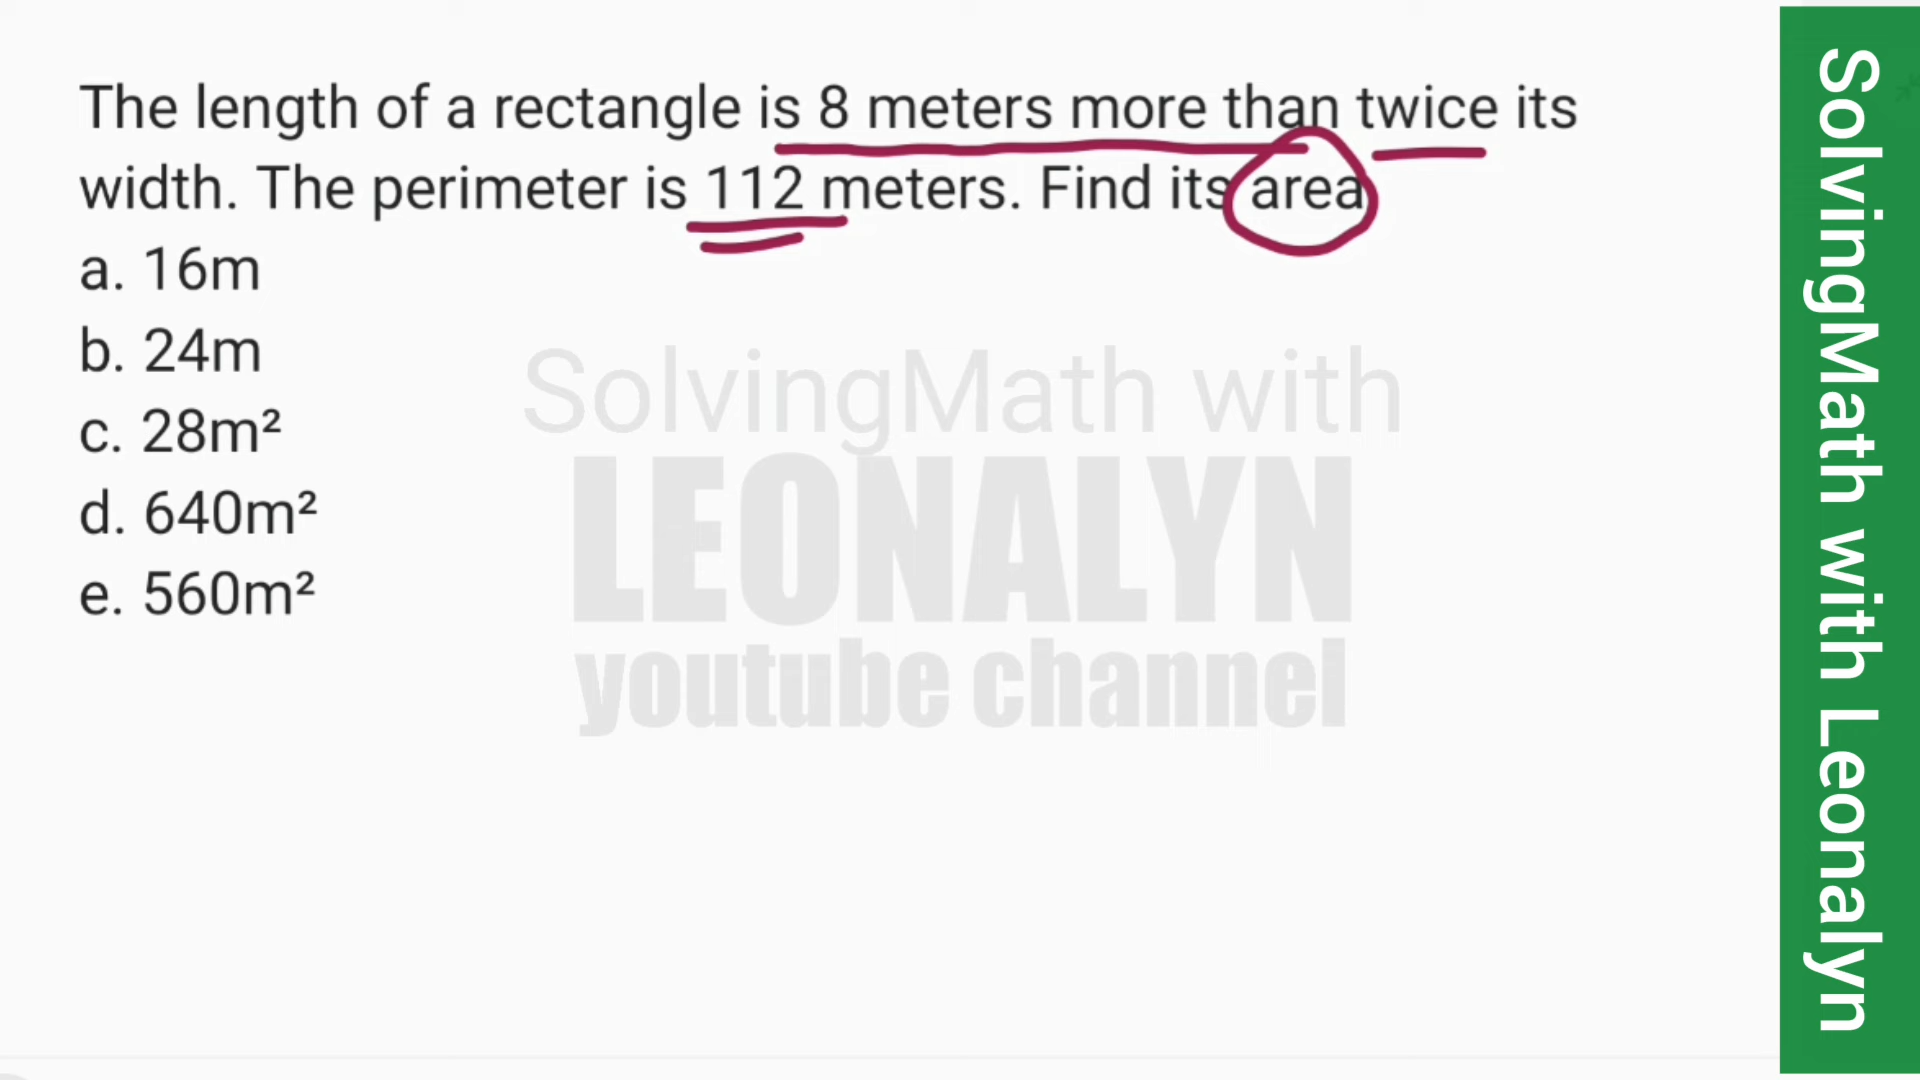 The length of a rectangle is 8 meters more than twice its
width. The perimeter is 112 meters. Find its area
a. 16m
b. 24m
c. 28m²
d. 640m²
e. 560m²
SolvingMath with
LEONALYN
youtube channel
SolvingMath with Leonalyn